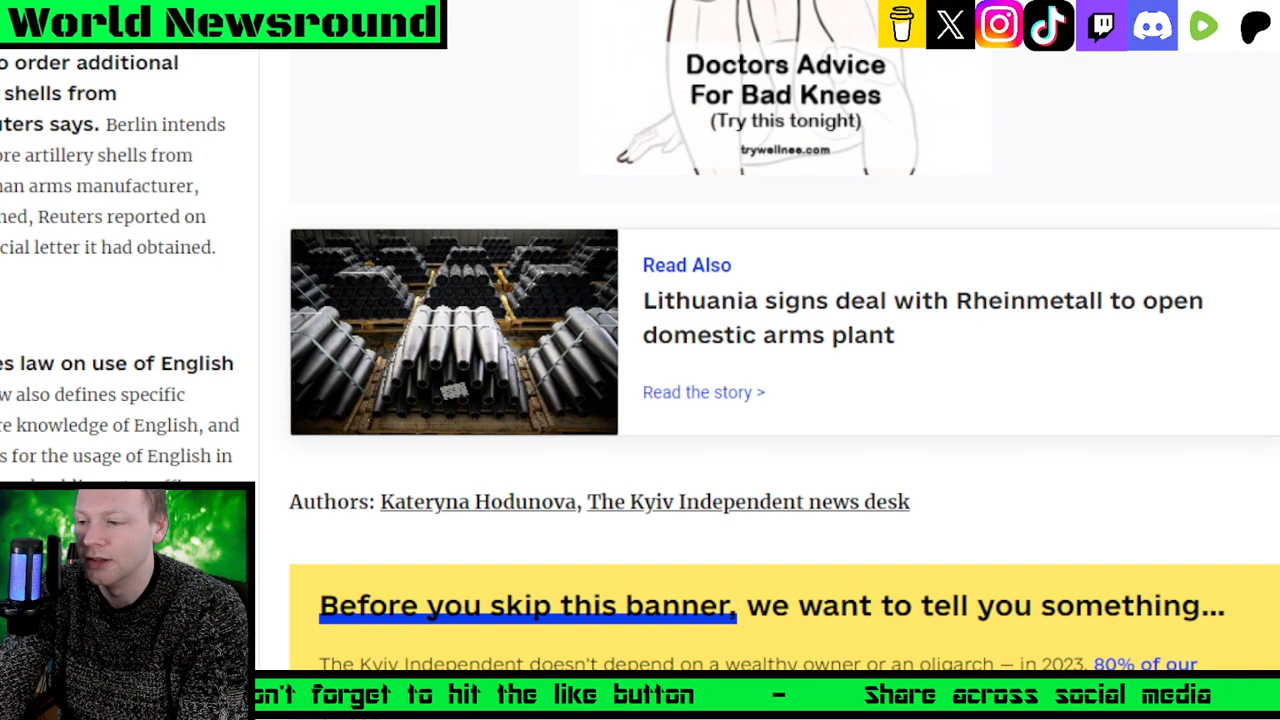 World Newsround
o order additional
shells from
uters says. Berlin intends
ore artillery shells from
nan arms manufacturer,
ned, Reuters reported on
cial letter it had obtained.
es law on use of English
w also defines specific
re knowledge of English, and
s for the usage of English in
Doctors Advice
For Bad Knees
(Try this tonight)
trywellnee.com
Read Also
Lithuania signs deal with Rheinmetall to open
domestic arms plant
Read the story >
Authors: Kateryna Hodunova, The Kyiv Independent news desk
Before you skip this banner, we want to tell you something...
The Kyiv Independent doesn't depend on a wealthy owner or an oligarch — in 2023, 80% of our
on't forget to hit the like button - Share across social media